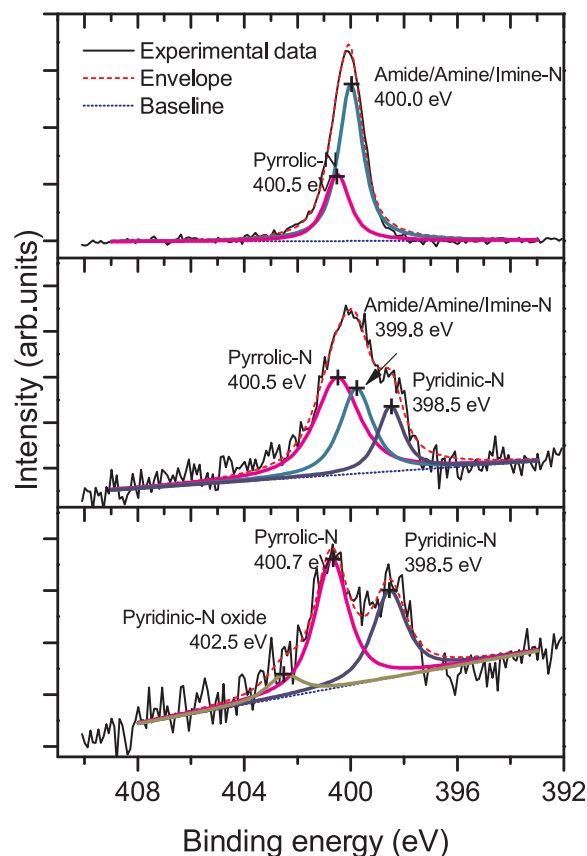 Experimental data
Envelope
Baseline
Amide/Amine/Imine-N
400.0 eV
Pyrrolic-N
400.5 eV
Amide/Amine/Imine-N
399.8 eV
Pyrrolic-N
400.5 eV
Pyridinic-N
398.5 eV
Pyrrolic-N
400.7 eV
Pyridinic-N
398.5 eV
Pyridinic-N oxide
402.5 eV
Intensity (arb.units)
408 404 400 396 392
Binding energy (eV)